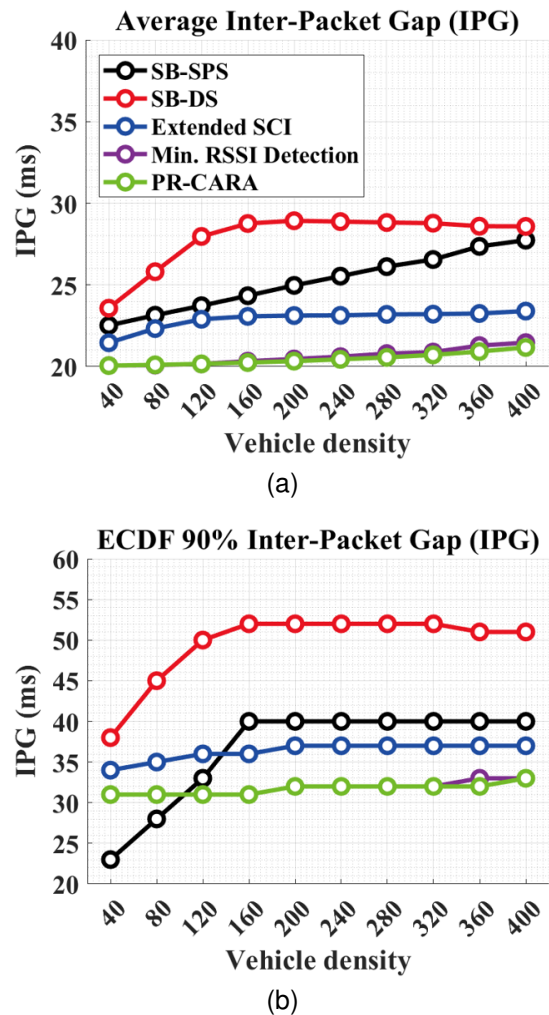 Average Inter-Packet Gap (IPG)
40
35
30
25
20
IPG (ms)
SB-SPS
SB-DS
Extended SCI
Min. RSSI Detection
PR-CARA
40 80 120 160 200 240 280 320 360 400
Vehicle density
(a)
ECDF 90% Inter-Packet Gap (IPG)
60
55
50
45
40
35
30
25
20
IPG (ms)
40 80 120 160 200 240 280 320 360 400
Vehicle density
(b)